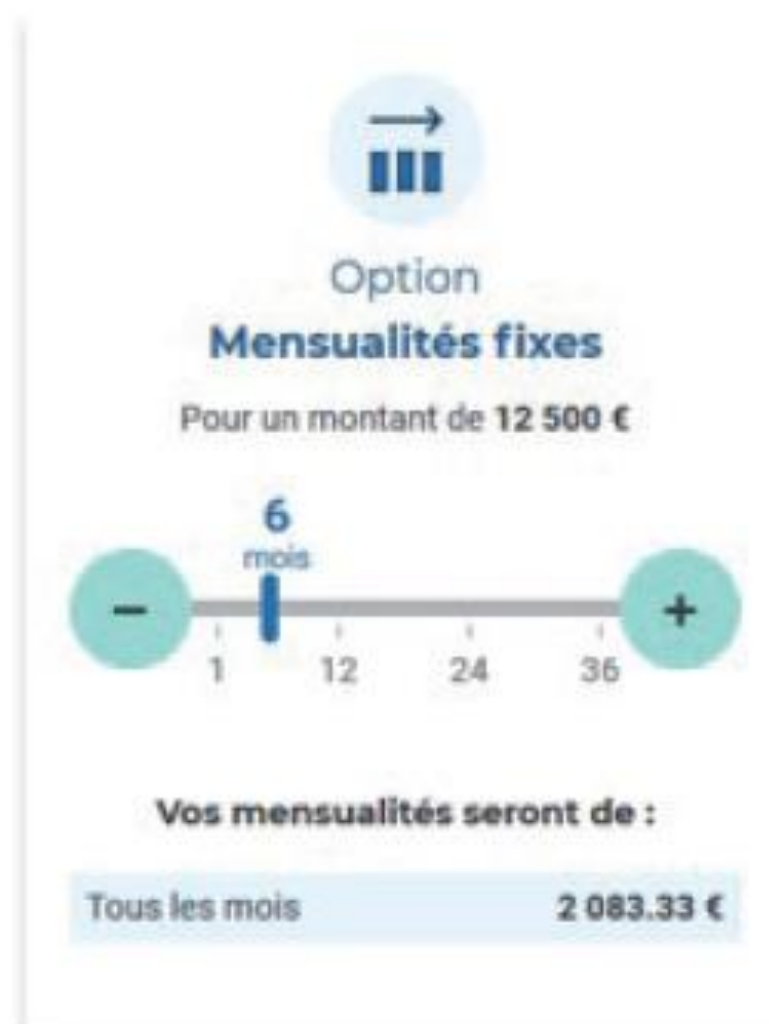 Option
Mensualités fixes
Pour un montant de 12 500 €
6
mois
- +
1 12 24 36
Vos mensualités seront de :
Tous les mois 2 083.33 €